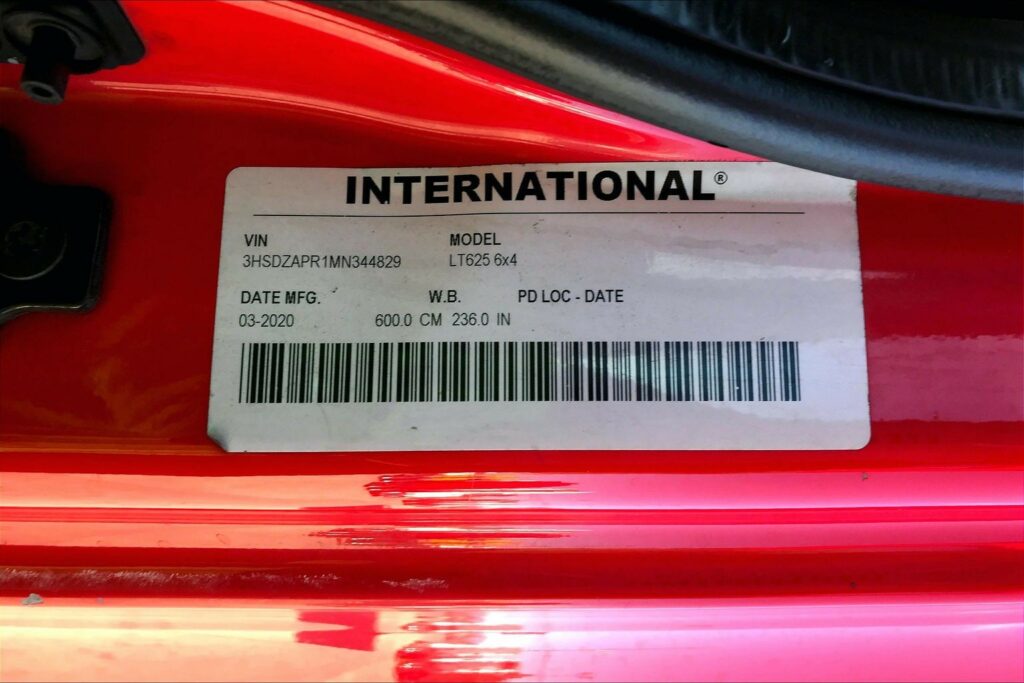 INTERNATIONAL®
VIN MODEL
3HSDZAPR1MN344829 LT625 6x4
DATE MFG. W.B. PD LOC - DATE
03-2020 600.0 CM 236.0 IN